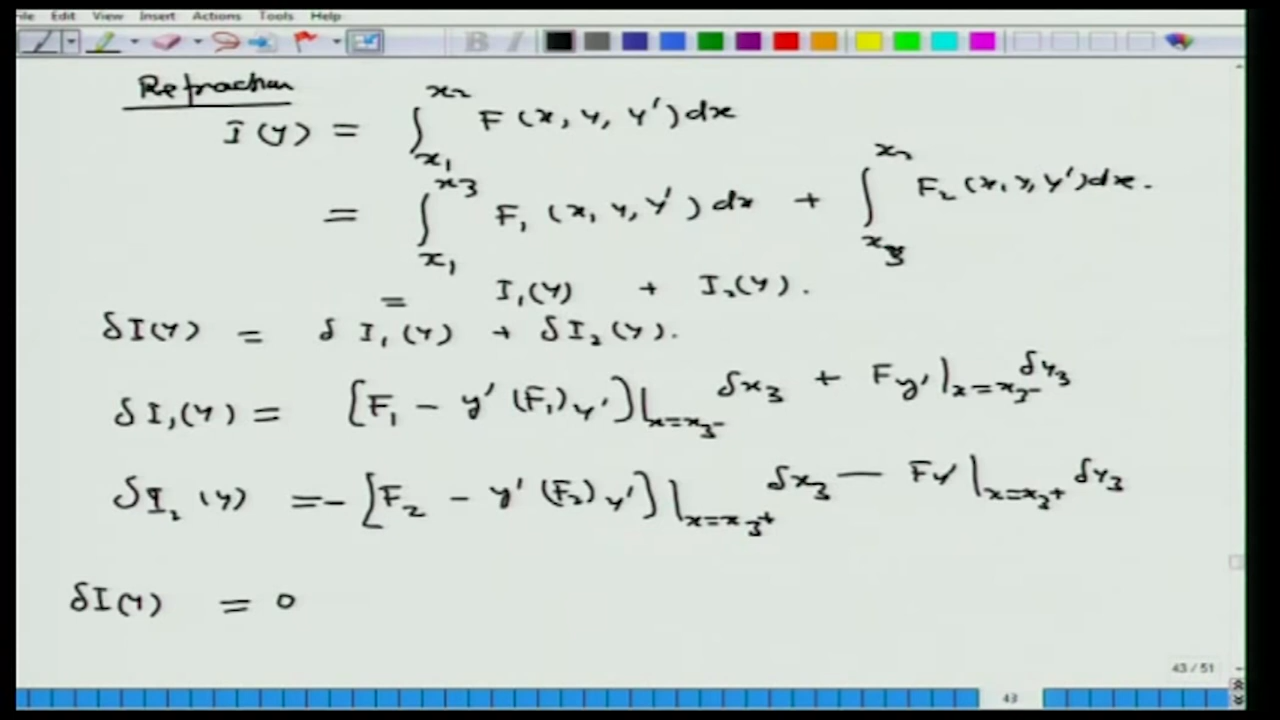 File Edit View Insert Actions Tools Help
Refraction
I(y) = ∫_{x₁}^{x₂} F(x, y, y')dx
= ∫_{x₁}^{x₃} F₁(x, y, y')dx + ∫_{x₃}^{x₂} F₂(x, y, y')dx.
= I₁(y) + I₂(y).
δI(y) = δI₁(y) + δI₂(y).
δI₁(y) = [F₁ - y'(F₁)y']|_{x=x₃-} δx₃ + Fy'|_{x=x₃-} δy₃
δI₂(y) = -[F₂ - y'(F₂)y']|_{x=x₃+} δx₃ — Fy'|_{x=x₃+} δy₃
δI(y) = 0
43 / 51
43